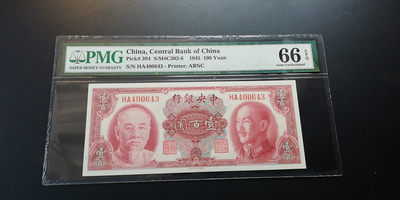 PMG
PAPER MONEY GUARANTY
China, Central Bank of China
Pick# 394 S/M#C302-8 1945 100 Yuan
S/N HA400643 - Printer: ABNC
66 EPQ
Gem Uncirculated
行銀央中
HA400643 HA400643
圓百壹